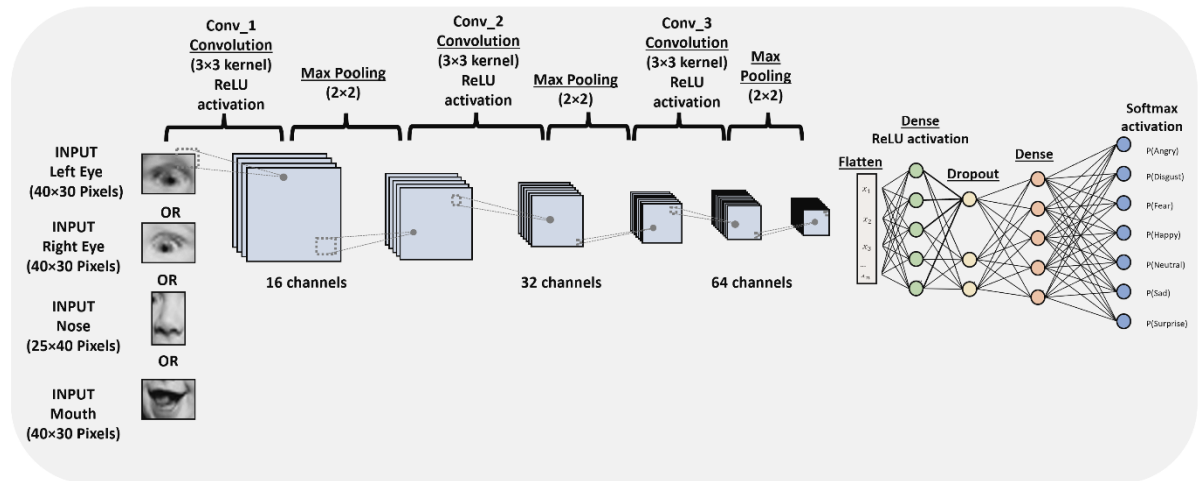 Conv_1
Convolution
(3×3 kernel)
ReLU
activation
Max Pooling
(2×2)
Conv_2
Convolution
(3×3 kernel)
ReLU
activation
Max Pooling
(2×2)
Conv_3
Convolution
(3×3 kernel)
ReLU
activation
Max
Pooling
(2×2)
INPUT
Left Eye
(40×30 Pixels)
OR
INPUT
Right Eye
(40×30 Pixels)
OR
INPUT
Nose
(25×40 Pixels)
OR
INPUT
Mouth
(40×30 Pixels)
16 channels
32 channels
64 channels
Flatten
x₁
x₂
x₃
...
xₙ
Dense
ReLU activation
Dropout
Dense
Softmax
activation
P(Angry)
P(Disgust)
P(Fear)
P(Happy)
P(Neutral)
P(Sad)
P(Surprise)